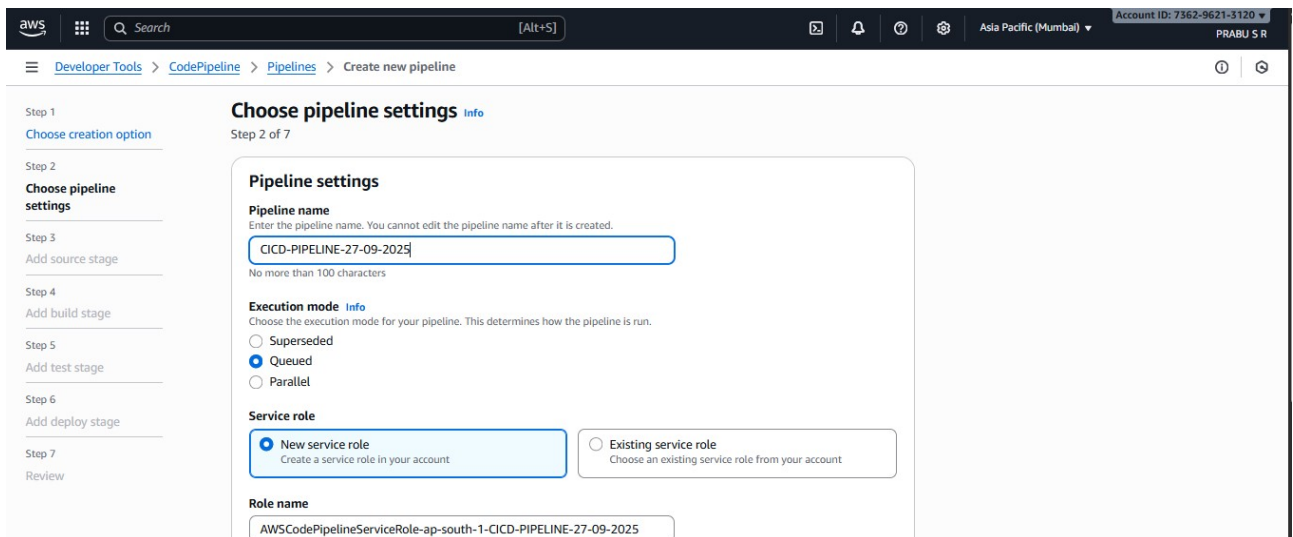 aws
Search [Alt+S]
Asia Pacific (Mumbai)
Account ID: 7362-9621-3120
PRABU S R
Developer Tools > CodePipeline > Pipelines > Create new pipeline
Step 1
Choose creation option
Step 2
Choose pipeline
settings
Step 3
Add source stage
Step 4
Add build stage
Step 5
Add test stage
Step 6
Add deploy stage
Step 7
Review
Choose pipeline settings Info
Step 2 of 7
Pipeline settings
Pipeline name
Enter the pipeline name. You cannot edit the pipeline name after it is created.
CICD-PIPELINE-27-09-2025
No more than 100 characters
Execution mode Info
Choose the execution mode for your pipeline. This determines how the pipeline is run.
Superseded
Queued
Parallel
Service role
New service role
Create a service role in your account
Existing service role
Choose an existing service role from your account
Role name
AWSCodePipelineServiceRole-ap-south-1-CICD-PIPELINE-27-09-2025